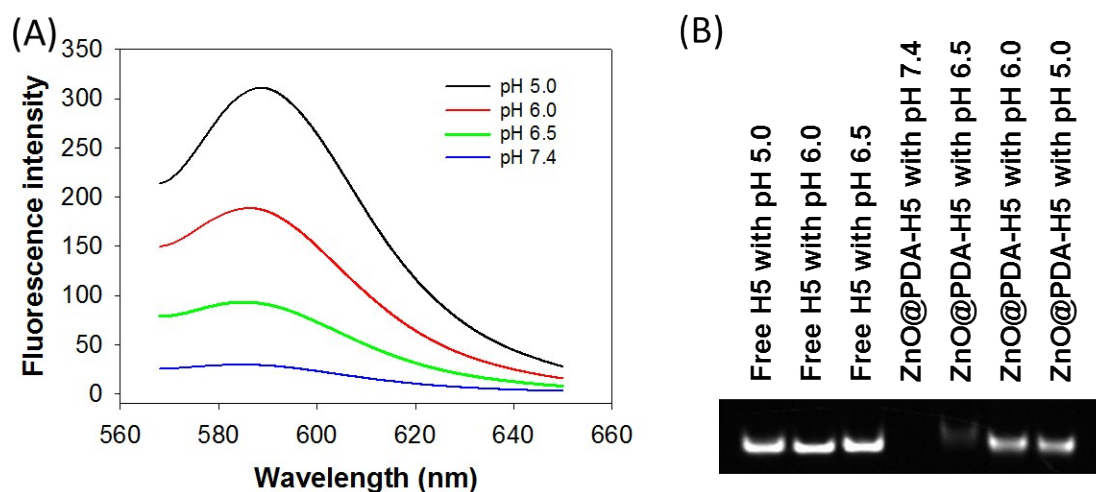 (A)
350
300
250
200
150
100
50
0
Fluorescence intensity
pH 5.0
pH 6.0
pH 6.5
pH 7.4
560
580
600
620
640
660
Wavelength (nm)
(B)
Free H5 with pH 5.0
Free H5 with pH 6.0
Free H5 with pH 6.5
ZnO@PDA-H5 with pH 7.4
ZnO@PDA-H5 with pH 6.5
ZnO@PDA-H5 with pH 6.0
ZnO@PDA-H5 with pH 5.0